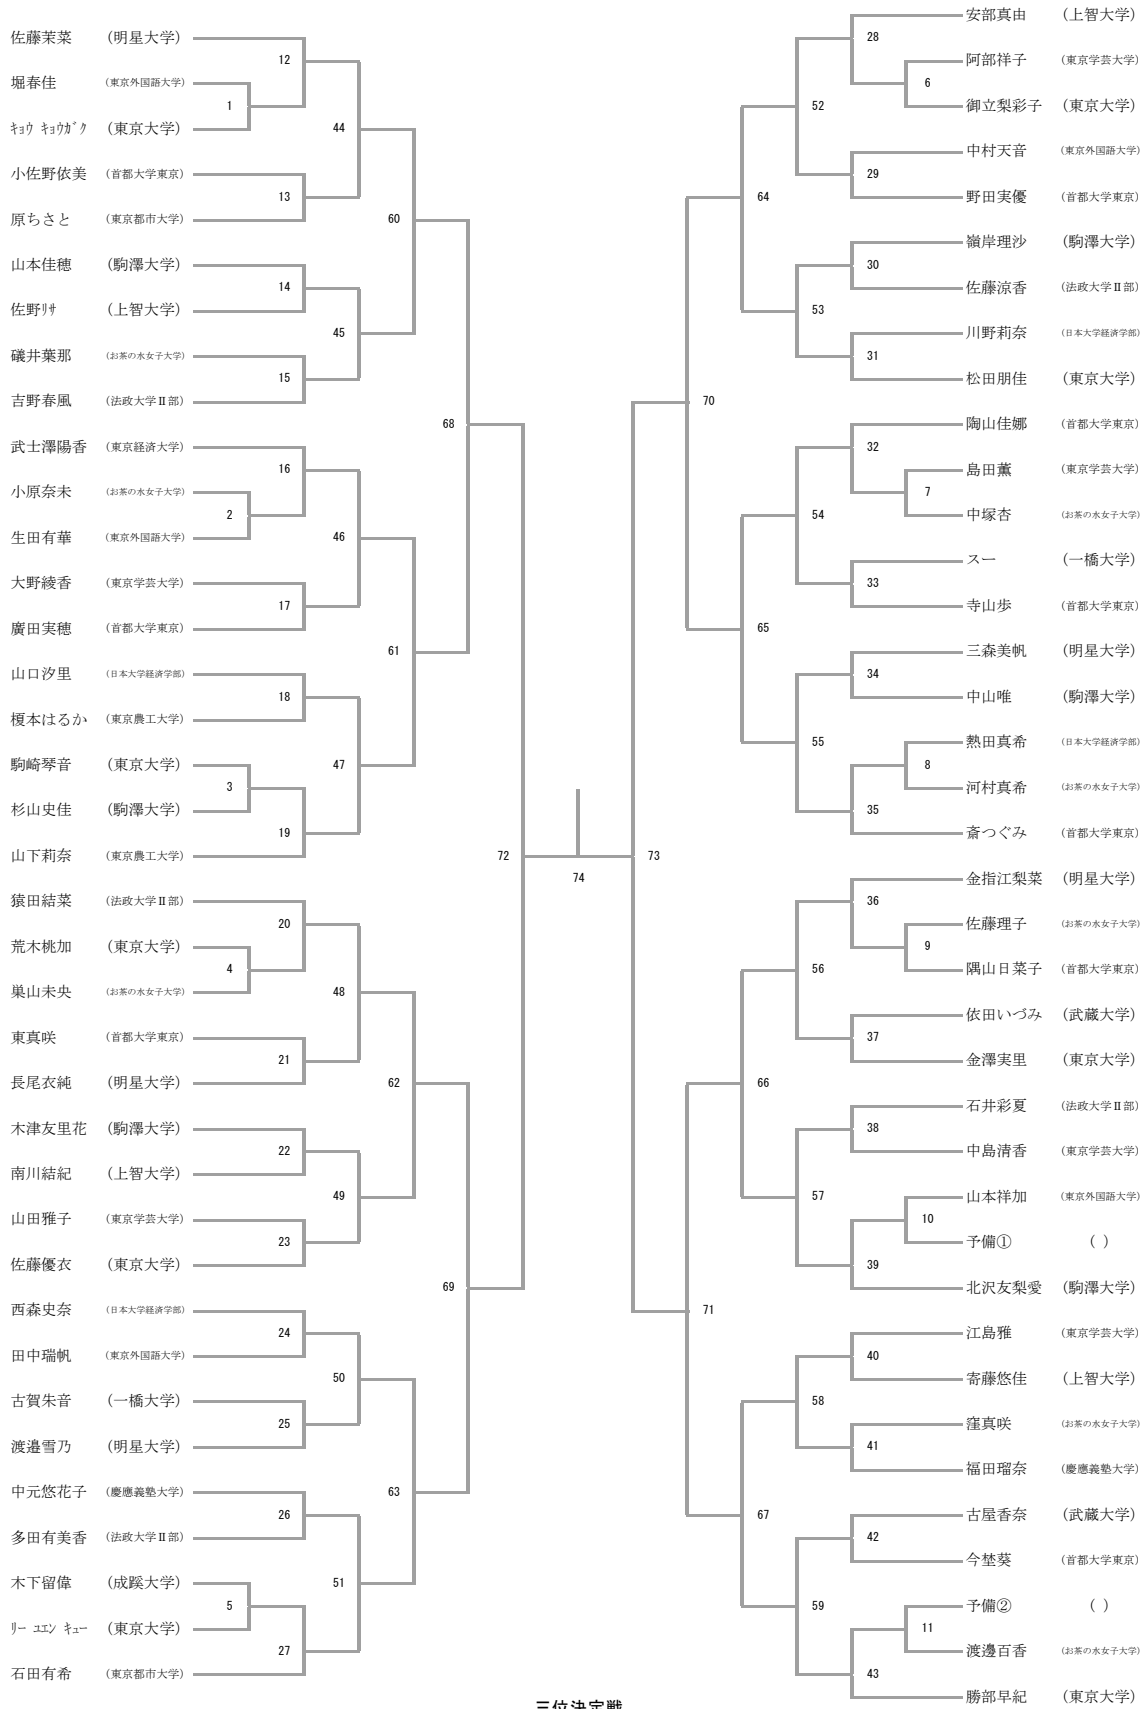 佐藤茉菜 (明星大学)
12
堀春佳 (東京外国語大学)
1
ｷｮｳ ｷｮｳｶﾞｸ (東京大学)
44
小佐野依美 (首都大学東京)
13
原ちさと (東京都市大学)
60
山本佳穂 (駒澤大学)
14
佐野ﾘｻ (上智大学)
45
礒井葉那 (お茶の水女子大学)
15
吉野春風 (法政大学Ⅱ部)
68
武士澤陽香 (東京経済大学)
16
小原奈未 (お茶の水女子大学)
2
生田有華 (東京外国語大学)
46
大野綾香 (東京学芸大学)
17
廣田実穂 (首都大学東京)
61
山口汐里 (日本大学経済学部)
18
榎本はるか (東京農工大学)
47
駒崎琴音 (東京大学)
3
杉山史佳 (駒澤大学)
19
山下莉奈 (東京農工大学)
72
猿田結菜 (法政大学Ⅱ部)
20
荒木桃加 (東京大学)
4
巣山未央 (お茶の水女子大学)
48
東真咲 (首都大学東京)
21
長尾衣純 (明星大学)
62
木津友里花 (駒澤大学)
22
南川結紀 (上智大学)
49
山田雅子 (東京学芸大学)
23
佐藤優衣 (東京大学)
69
西森史奈 (日本大学経済学部)
24
田中瑞帆 (東京外国語大学)
50
古賀朱音 (一橋大学)
25
渡邉雪乃 (明星大学)
63
中元悠花子 (慶應義塾大学)
26
多田有美香 (法政大学Ⅱ部)
51
木下留偉 (成蹊大学)
5
ﾘｰ ﾕｴﾝ ｷｭｰ (東京大学)
27
石田有希 (東京都市大学)
74
73
安部真由 (上智大学)
28
阿部祥子 (東京学芸大学)
6
御立梨彩子 (東京大学)
52
中村天音 (東京外国語大学)
29
野田実優 (首都大学東京)
64
嶺岸理沙 (駒澤大学)
30
佐藤涼香 (法政大学Ⅱ部)
53
川野莉奈 (日本大学経済学部)
31
松田朋佳 (東京大学)
70
陶山佳娜 (首都大学東京)
32
島田薫 (東京学芸大学)
7
中塚杏 (お茶の水女子大学)
54
スー (一橋大学)
33
寺山歩 (首都大学東京)
65
三森美帆 (明星大学)
34
中山唯 (駒澤大学)
55
熱田真希 (日本大学経済学部)
8
河村真希 (お茶の水女子大学)
35
斎つぐみ (首都大学東京)
金指江梨菜 (明星大学)
36
佐藤理子 (お茶の水女子大学)
9
隅山日菜子 (首都大学東京)
56
依田いづみ (武蔵大学)
37
金澤実里 (東京大学)
66
石井彩夏 (法政大学Ⅱ部)
38
中島清香 (東京学芸大学)
57
山本祥加 (東京外国語大学)
10
予備① ( )
39
北沢友梨愛 (駒澤大学)
71
江島雅 (東京学芸大学)
40
寄藤悠佳 (上智大学)
58
窪真咲 (お茶の水女子大学)
41
福田瑠奈 (慶應義塾大学)
67
古屋香奈 (武蔵大学)
42
今埜葵 (首都大学東京)
59
予備② ( )
11
渡邊百香 (お茶の水女子大学)
43
勝部早紀 (東京大学)
三位決定戦